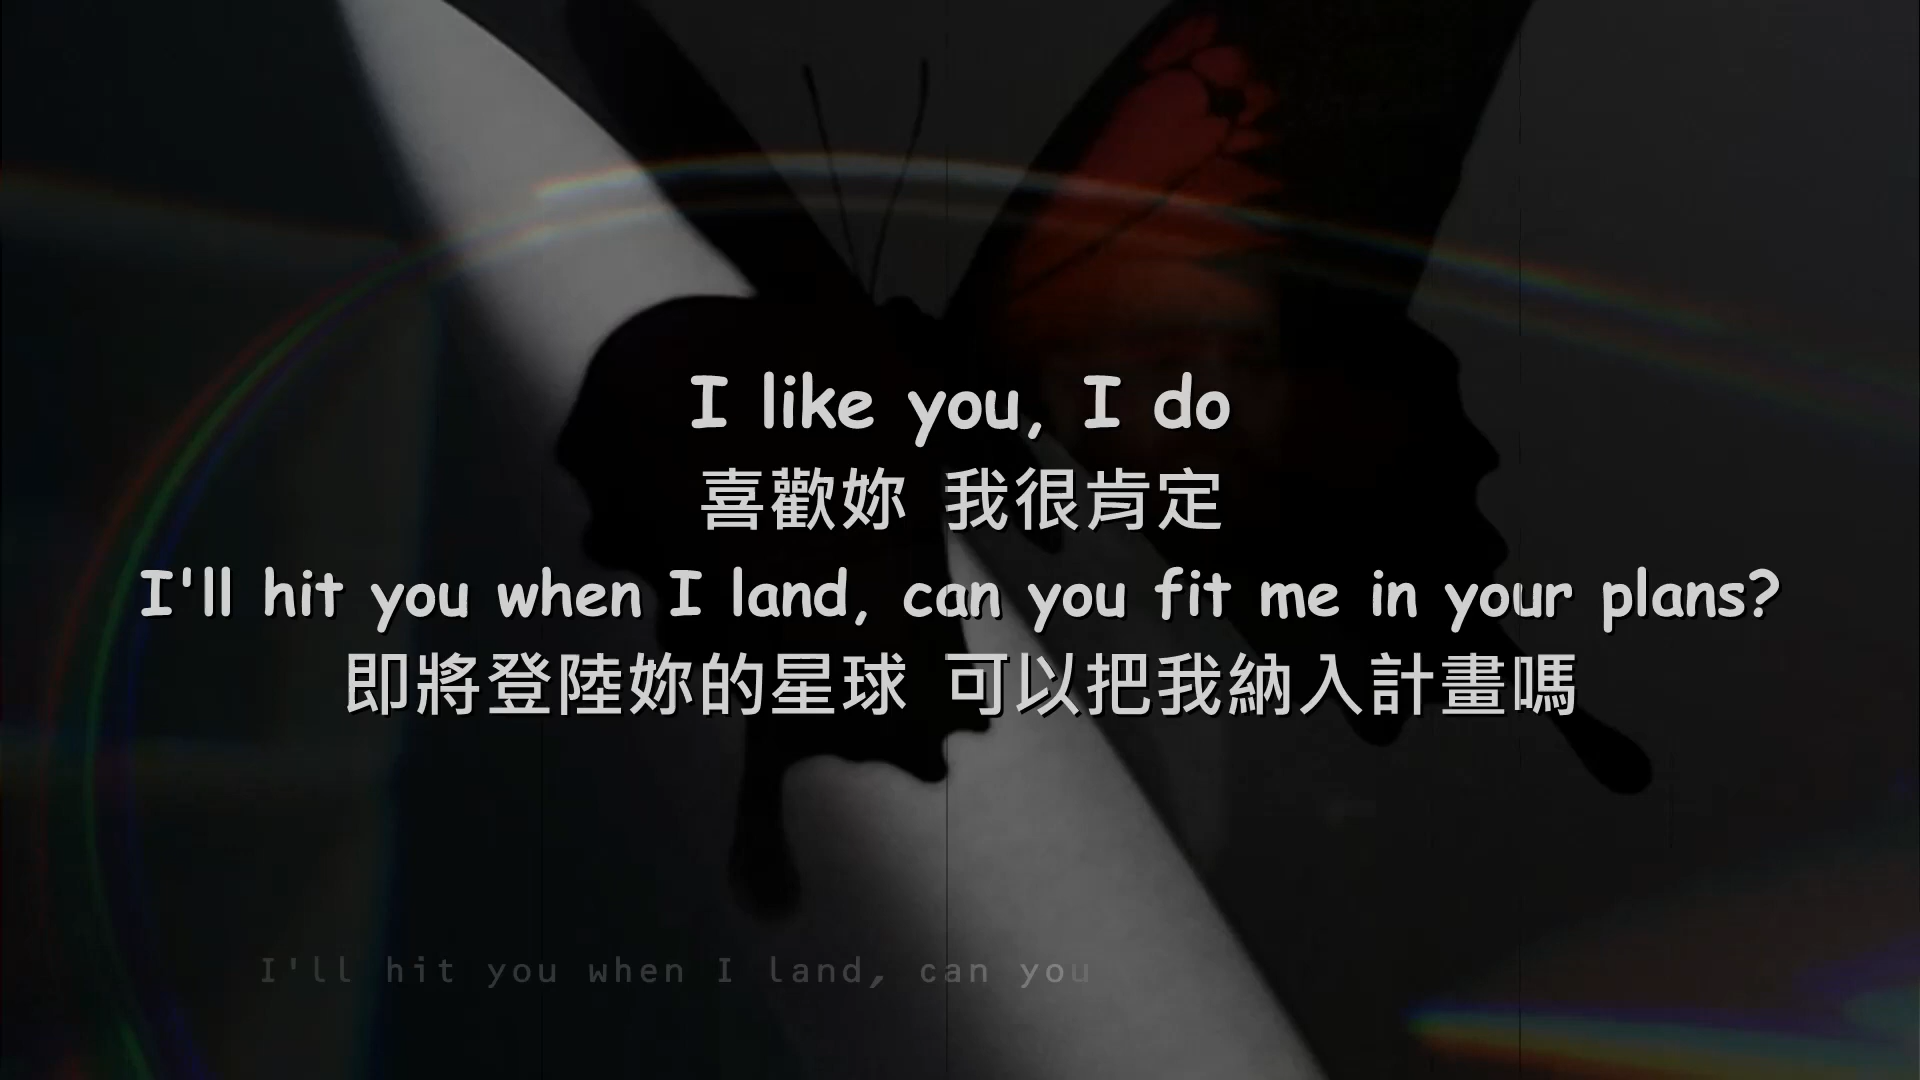 I like you, I do
喜歡妳 我很肯定
I'll hit you when I land, can you fit me in your plans?
即將登陸妳的星球 可以把我納入計畫嗎
I'll hit you when I land, can you